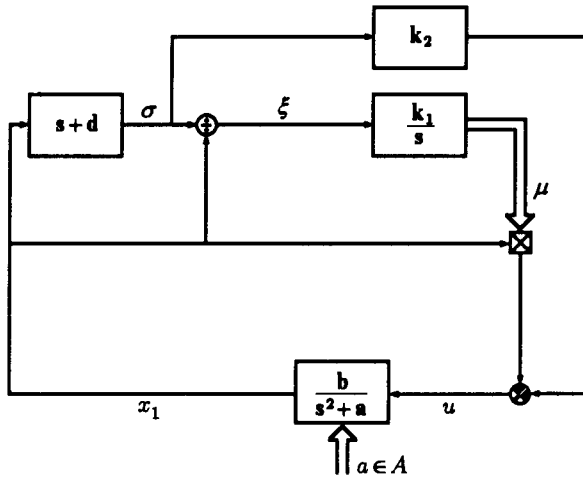 k₂
s + d
σ
÷
ξ
k₁
s
μ
x₁
b
s² + a
u
a ∈ A